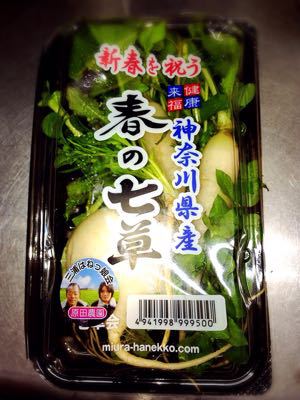 新春を祝う
健康
来福
神奈川県産
春の七草
三浦はねっ娘会
原田農園
会
4941998999500
miura-hanekko.com